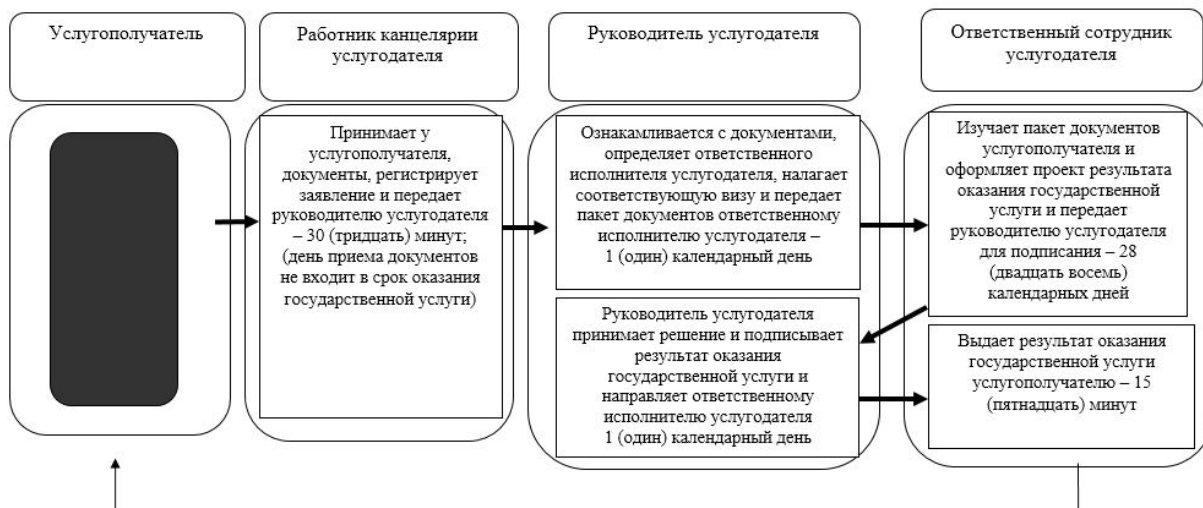 Услугополучатель
Работник канцелярии
услугодателя
Руководитель услугодателя
Ответственный сотрудник
услугодателя
Принимает у
услугополучателя,
документы, регистрирует
заявление и передает
руководителю услугодателя
– 30 (тридцать) минут;
(день приема документов
не входит в срок оказания
государственной услуги)
Ознакамливается с документами,
определяет ответственного
исполнителя услугодателя, налагает
соответствующую визу и передает
пакет документов ответственному
исполнителю услугодателя –
1 (один) календарный день
Изучает пакет документов
услугополучателя и
оформляет проект результата
оказания государственной
услуги и передает
руководителю услугодателя
для подписания – 28
(двадцать восемь)
календарных дней
Руководитель услугодателя
принимает решение и подписывает
результат оказания
государственной услуги и
направляет ответственному
исполнителю услугодателя
1 (один) календарный день
Выдает результат оказания
государственной услуги
услугополучателю – 15
(пятнадцать) минут